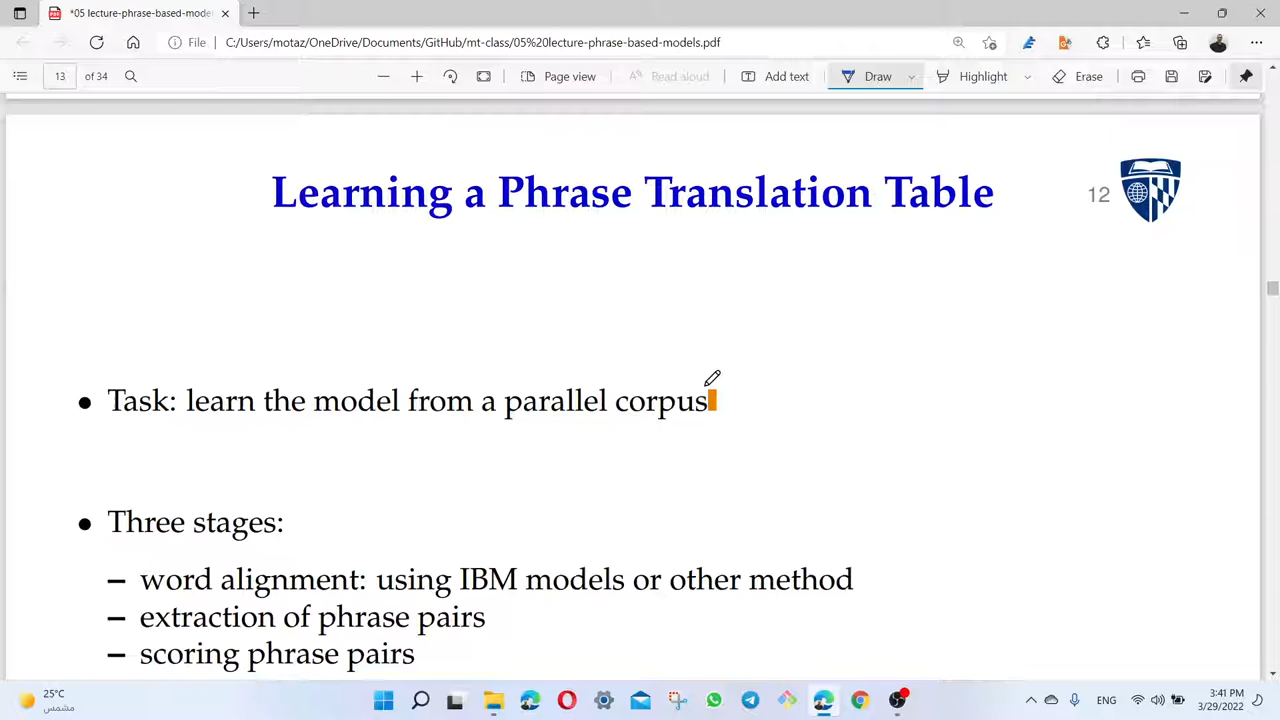 *05 lecture-phrase-based-mode
File
C:/Users/motaz/OneDrive/Documents/GitHub/mt-class/05%20lecture-phrase-based-models.pdf
13
of 34
Page view
Read aloud
Add text
Draw
Highlight
Erase
Learning a Phrase Translation Table
12
• Task: learn the model from a parallel corpus
• Three stages:
– word alignment: using IBM models or other method
– extraction of phrase pairs
– scoring phrase pairs
25°C
مشمس
ENG
3:41 PM
3/29/2022